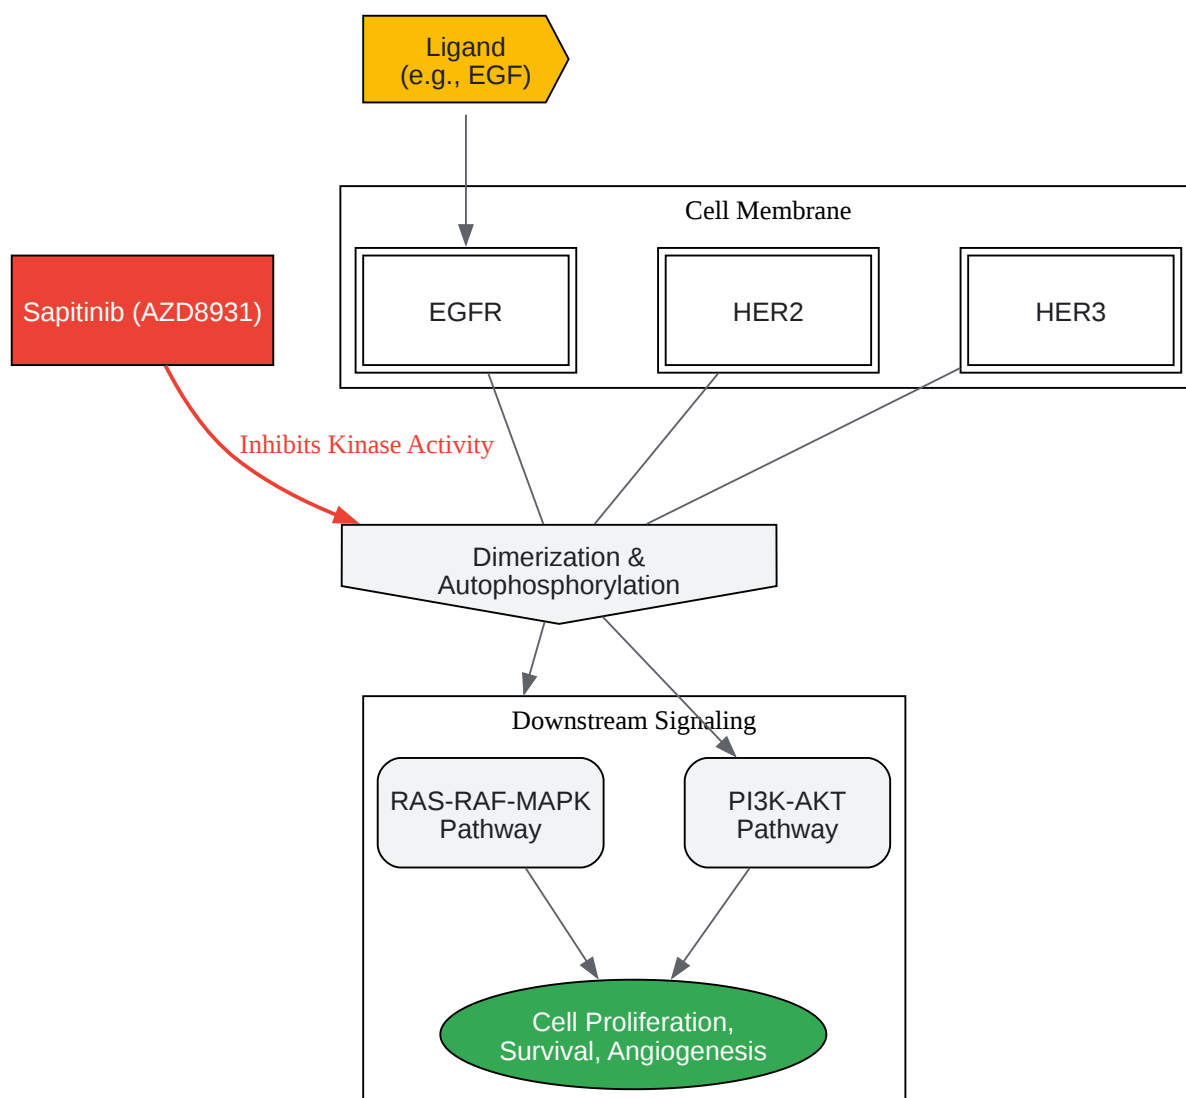 Ligand
(e.g., EGF)
Cell Membrane
Sapitinib (AZD8931)
EGFR
HER2
HER3
Inhibits Kinase Activity
Dimerization &
Autophosphorylation
Downstream Signaling
RAS-RAF-MAPK
Pathway
PI3K-AKT
Pathway
Cell Proliferation,
Survival, Angiogenesis